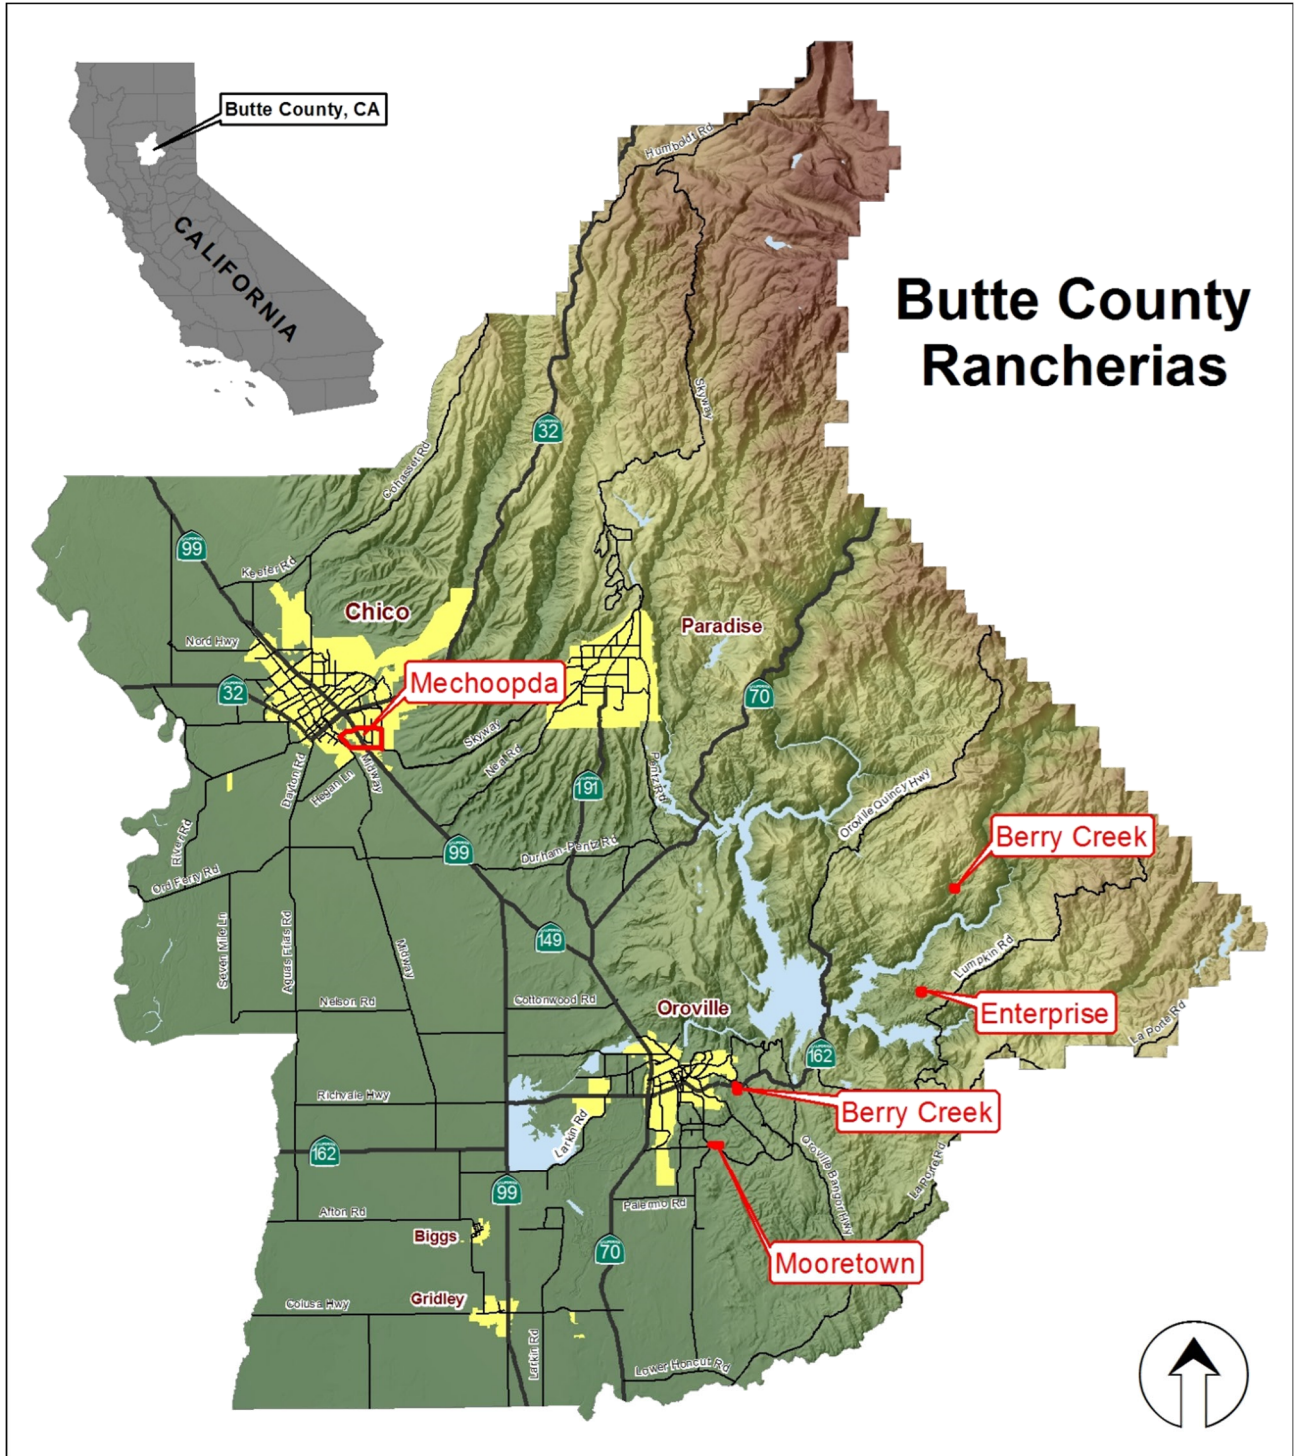 Butte County, CA
CALIFORNIA
Butte County
Rancherias
Humboldt Rd
Skyway
32
Cohasset Rd
99
Keefer Rd
Chico
Paradise
Nord Hwy
Mechoopda
32
70
Skyway
Neal Rd
Midway
Dayton Rd
Hegan Ln
191
Pentz Rd
Oroville Quincy Hwy
River Rd
99
Durham-Pentz Rd
Berry Creek
Ord Ferry Rd
Seven Mile Ln
Aguas Frias Rd
Midway
149
Lumpkin Rd
Nelson Rd
Cottonwood Rd
Oroville
Enterprise
La Porte Rd
162
Richvale Hwy
Berry Creek
Larkin Rd
162
Oroville Bangor Hwy
La Porte Rd
99
Palermo Rd
Afton Rd
Biggs
70
Mooretown
Gridley
Colusa Hwy
Larkin Rd
Lower Honcut Rd